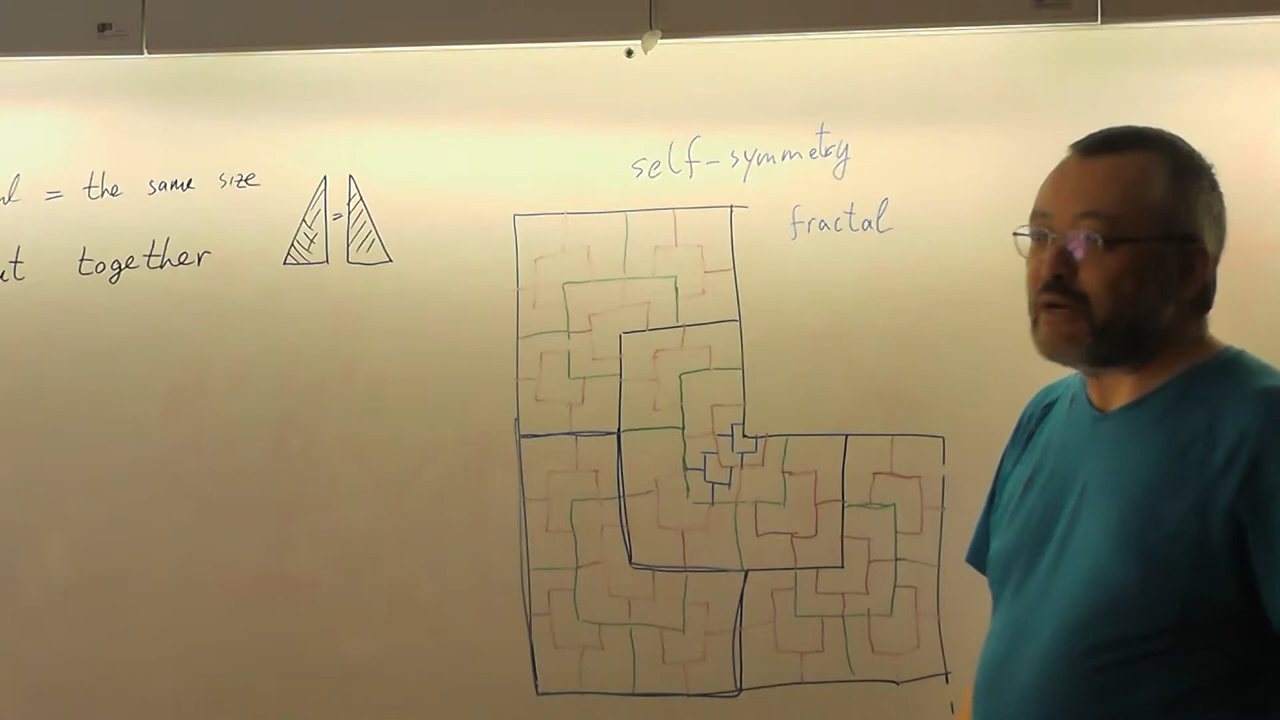 = the same size
together
=
self-symmetry
fractal